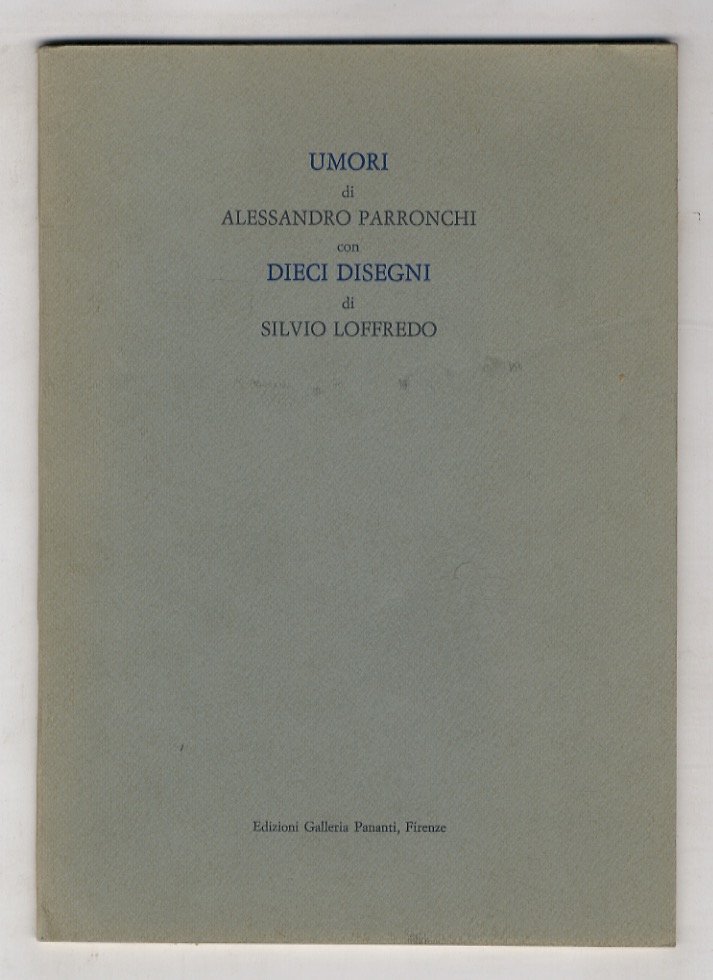 UMORI
di
ALESSANDRO PARRONCHI
con
DIECI DISEGNI
di
SILVIO LOFFREDO
Edizioni Galleria Pananti, Firenze